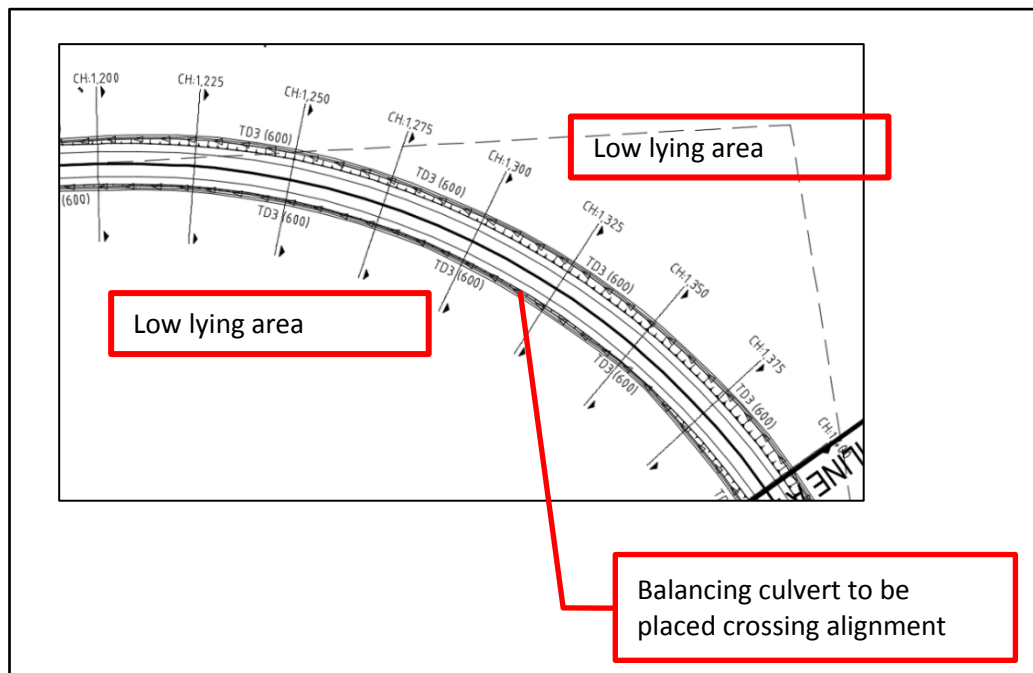 CH:1,200
CH:1,225
CH:1,250
CH:1,275
CH:1,300
CH:1,325
CH:1,350
CH:1,375
TD3 (600)
TD3 (600)
TD3 (600)
TD3 (600)
(600)
TD3 (600)
TD3 (600)
TD3 (600)
Low lying area
Low lying area
Balancing culvert to be
placed crossing alignment